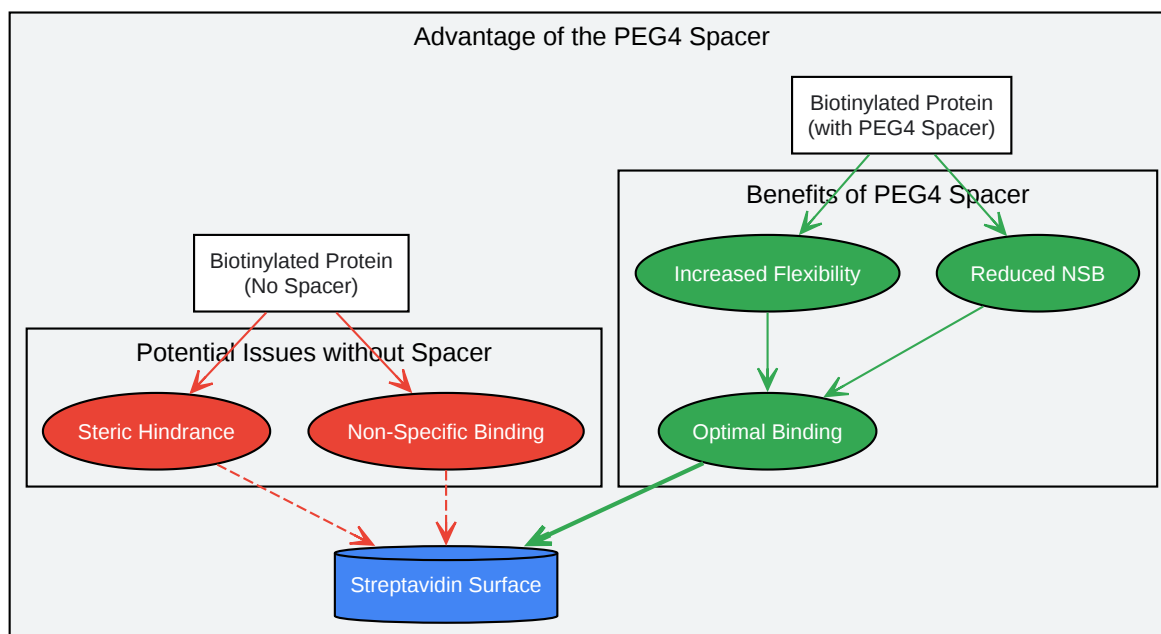 Advantage of the PEG4 Spacer
Biotinylated Protein
(with PEG4 Spacer)
Benefits of PEG4 Spacer
Increased Flexibility
Reduced NSB
Optimal Binding
Biotinylated Protein
(No Spacer)
Potential Issues without Spacer
Steric Hindrance
Non-Specific Binding
Streptavidin Surface